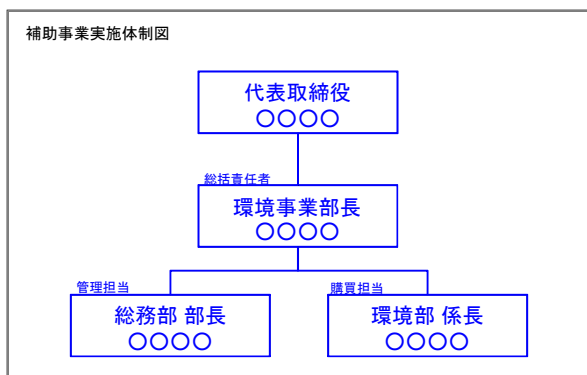 補助事業実施体制図
代表取締役
○○○○
総括責任者
環境事業部長
○○○○
管理担当
総務部 部長
○○○○
購買担当
環境部 係長
○○○○